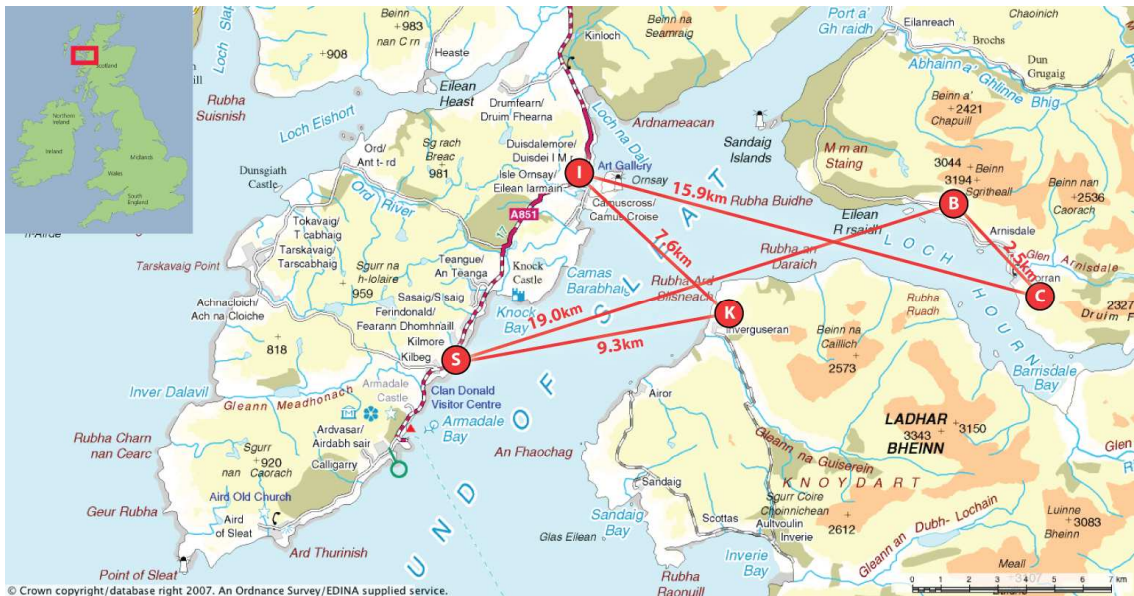 Scotland
Northern
Ireland
Ireland
Midlands
Wales
South
England
Loch Slap
Beinn
983
nan C rn
908
Heaste
Rubha
Suisnish
Eilean
Heast
Loch Eishort
Kinloch
Beinn na
Seamraig
Drumfearn/
Druim Fhearna
Loch na Dal
Ardnameacan
Port a'
Gh raidh
Eilanreach
Chaoinich
Brochs
Dun
Grugaig
Abhainn a' Ghlinne
Bhig
Sandaig
Islands
Beinn a'
2421
Chapuill
M m an
Staing
3044
Beinn
3194
Sgritheall
Beinn nan
2536
Caorach
Ord/
Ant t- rd
Sg rach
Breac
981
Duisdalemore/
Duisdei l M r
Isle Ornsay/
Eilean Iarmain
Art Gallery
Ornsay
I
15.9km
Rubha Buidhe
Camuscross/
Camus Croise
Dunsgiath
Castle
Ord River
A851
17
Tokavaig/
T cabhaig
Tarskavaig/
Tarscabhaig
Tarskavaig Point
Sgurr na
h-Iolaire
959
Teangue/
An Teanga
Knock
Castle
Camas
Barabhaig
Knock
Bay
7.6km
Rubha an
Daraich
Rubha Ard
Slisneach
Eilean
R rsaidh
B
Arnisdale
Glen Arnisdale
2.5km
C
LOCH
HOURN
2327
Druim F
Achnacloich/
Ach na Cloiche
Sasaig/S saig
Ferindonald/
Fearann Dhomhnaill
Kilmore
Kilbeg
S
19.0km
9.3km
K
Inverguseran
Rubha
Ruadh
Beinn na
Caillich
2573
Barrisdale
Bay
818
Inver Dalavil
Gleann Meadhonach
Armadale
Castle
Clan Donald
Visitor Centre
Armadale
Bay
Ardvasar/
Airdabh sair
Calligarry
Rubha Charn
nan Cearc
Sgurr
nan
920
Caorach
Aird Old Church
Geur Rubha
Aird
of Sleat
Ard Thurinish
Point of Sleat
SOUND OF SLEAT
An Fhaochag
Airor
Sandaig
Sandaig
Bay
Glas Eilean
Scottas
Gleann na Guiserein
LADHAR
3343
BHEINN
3150
KNOYDART
Sgurr Coire
Choinnichean
2612
Aultvoulin
Inverie
Inverie
Bay
Rubha
Raonuill
Gleann an
Dubh- Lochain
Luinne
3083
Bheinn
Meall
0 1 2 3 4 5 6 7 km
© Crown copyright/database right 2007. An Ordnance Survey/EDINA supplied service.